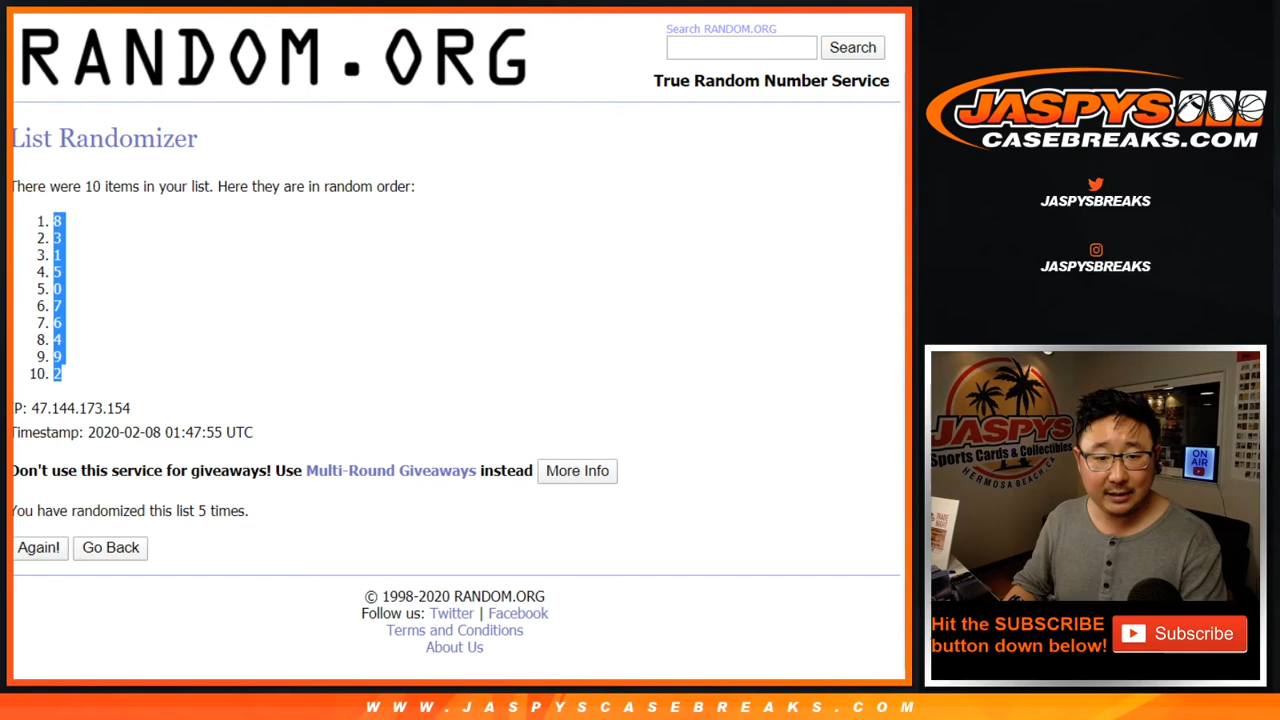 RANDOM.ORG
Search RANDOM.ORG
Search
True Random Number Service
List Randomizer
There were 10 items in your list. Here they are in random order:
1. 8
2. 3
3. 1
4. 5
5. 0
6. 7
7. 6
8. 4
9. 9
10. 2
IP: 47.144.173.154
Timestamp: 2020-02-08 01:47:55 UTC
Don't use this service for giveaways! Use Multi-Round Giveaways instead More Info
You have randomized this list 5 times.
Again! Go Back
© 1998-2020 RANDOM.ORG
Follow us: Twitter | Facebook
Terms and Conditions
About Us
JASPYS
CASEBREAKS.COM
JASPYSBREAKS
JASPYSBREAKS
JASPYS
Sports Cards & Collectibles
HERMOSA BEACH, CA
ON
AIR
TRADE
NIGHT
Hit the SUBSCRIBE
button down below!
Subscribe
WWW.JASPYSCASEBREAKS.COM